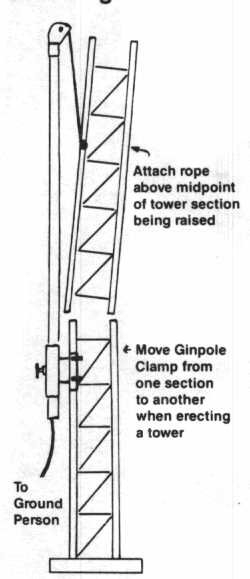 Attach rope
above midpoint
of tower section
being raised
Move Ginpole
Clamp from
one section
to another
when erecting
a tower
To
Ground
Person